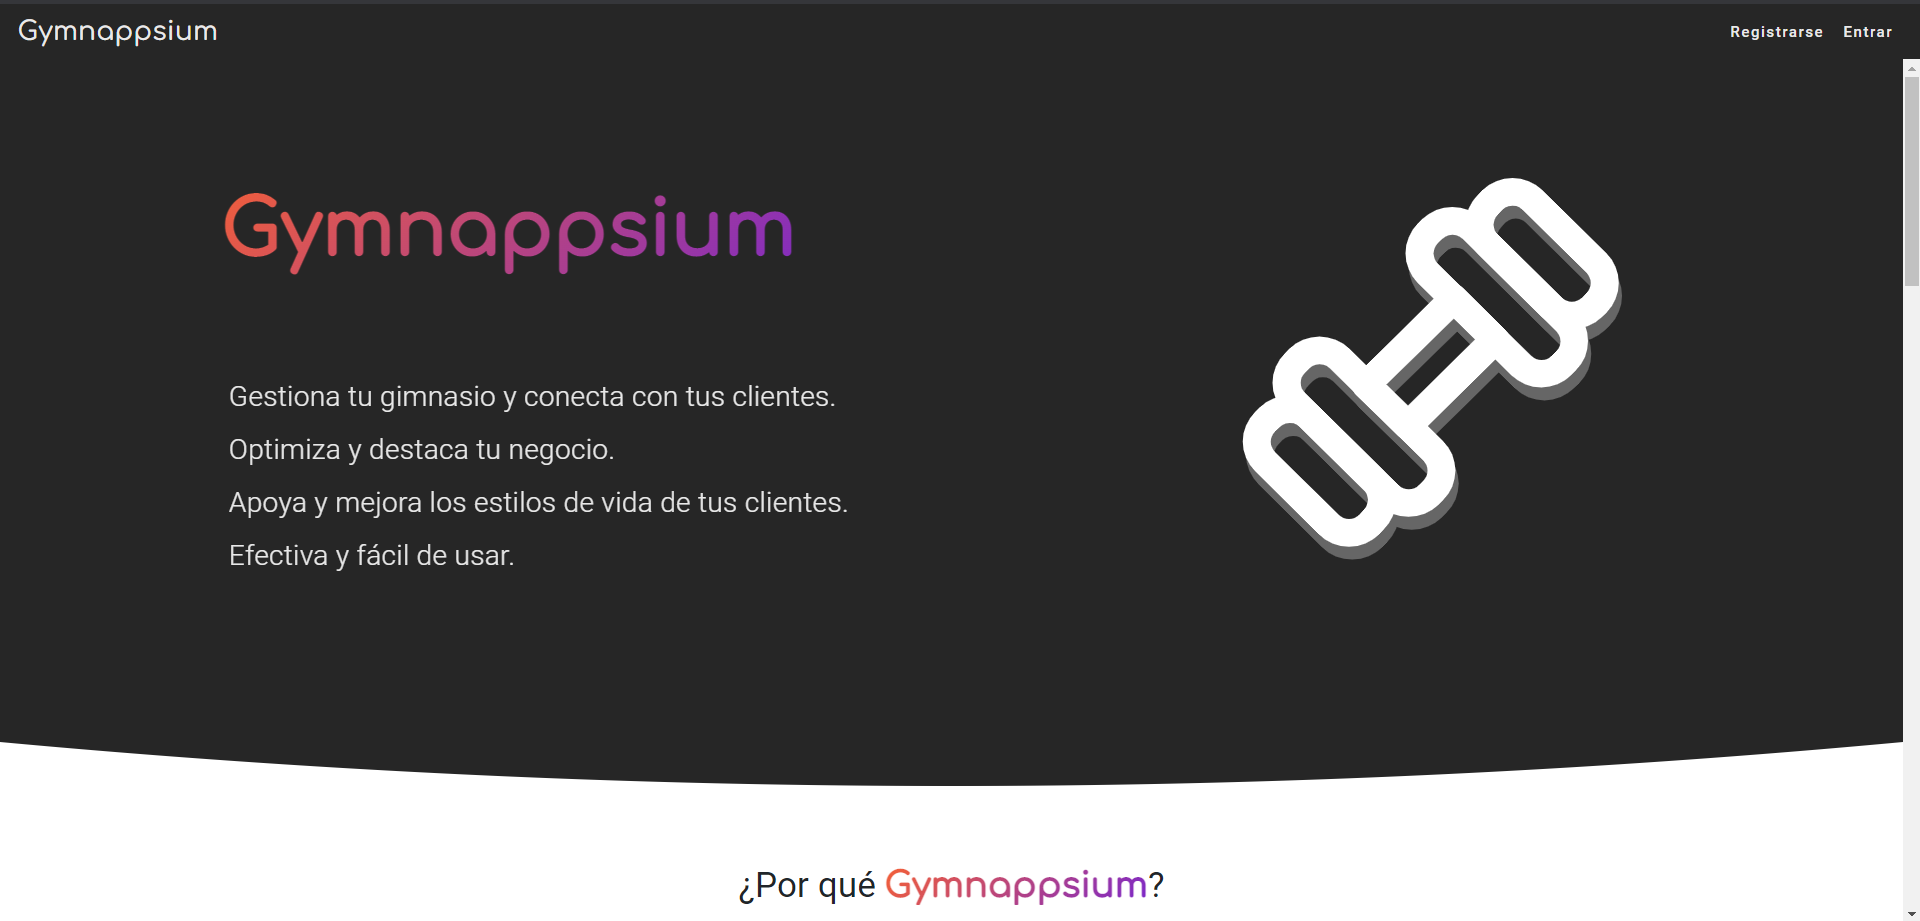 Gymnappsium
Registrarse Entrar
Gymnappsium
Gestiona tu gimnasio y conecta con tus clientes.
Optimiza y destaca tu negocio.
Apoya y mejora los estilos de vida de tus clientes.
Efectiva y fácil de usar.
¿Por qué Gymnappsium?